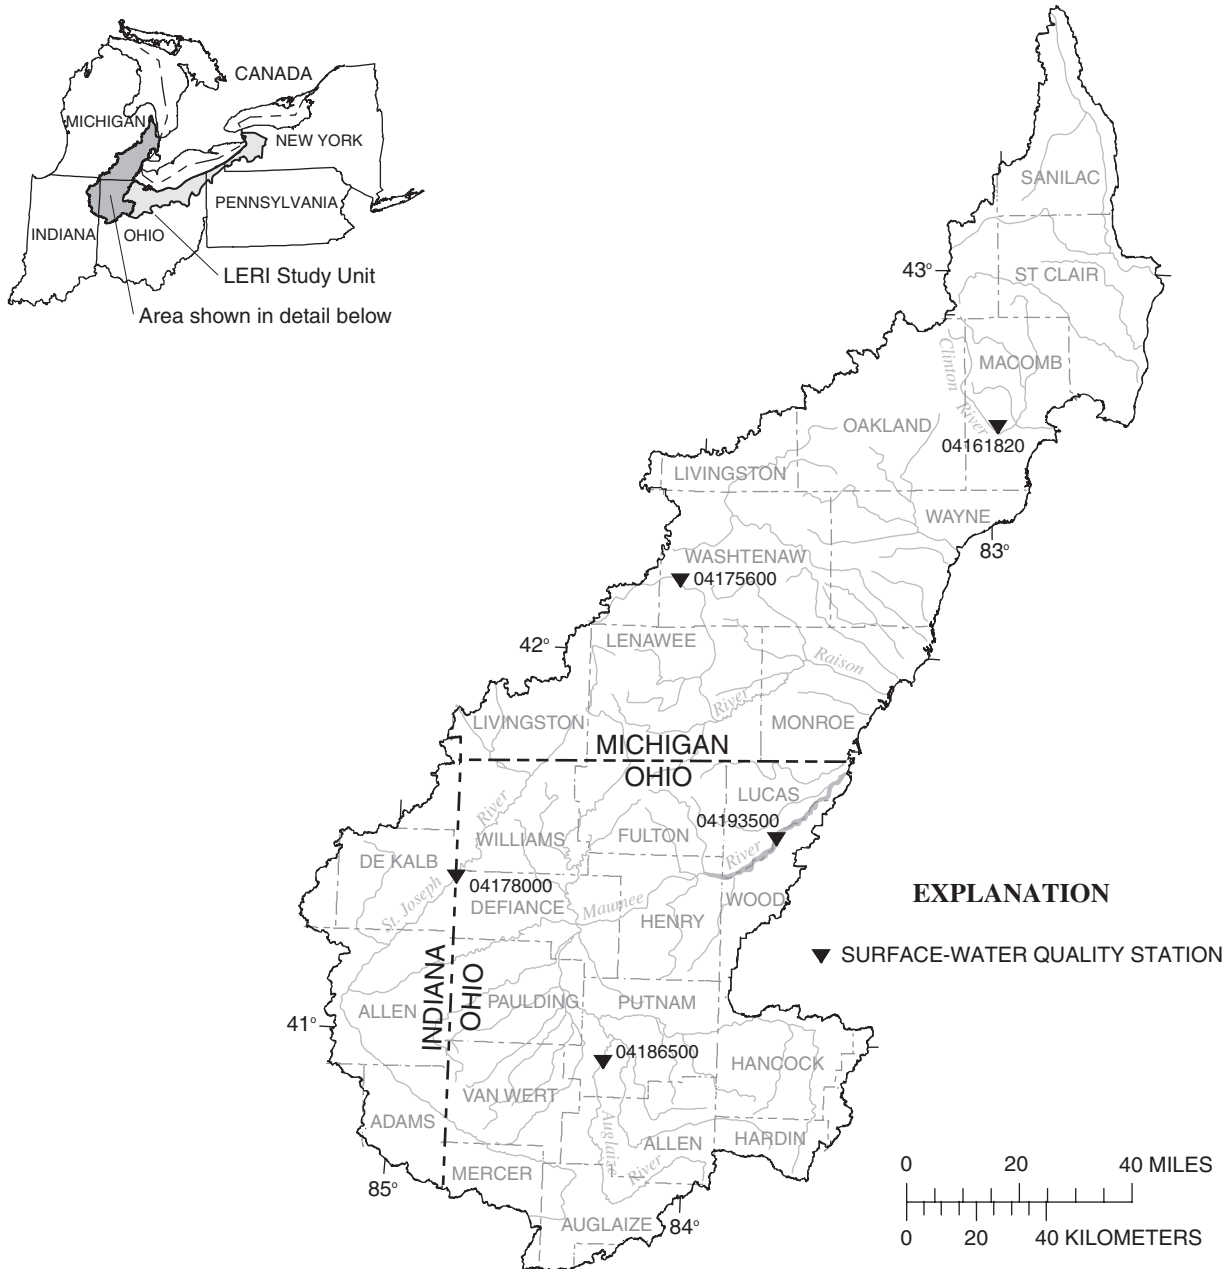 CANADA
MICHIGAN
NEW YORK
PENNSYLVANIA
INDIANA
OHIO
LERI Study Unit
Area shown in detail below
SANILAC
43°
ST CLAIR
Clinton
River
MACOMB
OAKLAND
04161820
LIVINGSTON
WAYNE
83°
WASHTENAW
04175600
42°
LENAWEE
Raison
River
LIVINGSTON
MONROE
MICHIGAN
OHIO
LUCAS
River
04193500
WILLIAMS
FULTON
River
DE KALB
St. Joseph
04178000
DEFIANCE
Maumee
WOOD
HENRY
EXPLANATION
SURFACE-WATER QUALITY STATION
INDIANA
OHIO
ALLEN
PAULDING
PUTNAM
41°
04186500
HANCOCK
VAN WERT
ADAMS
Auglaize
River
ALLEN
HARDIN
MERCER
85°
AUGLAIZE
84°
0 20 40 MILES
0 20 40 KILOMETERS